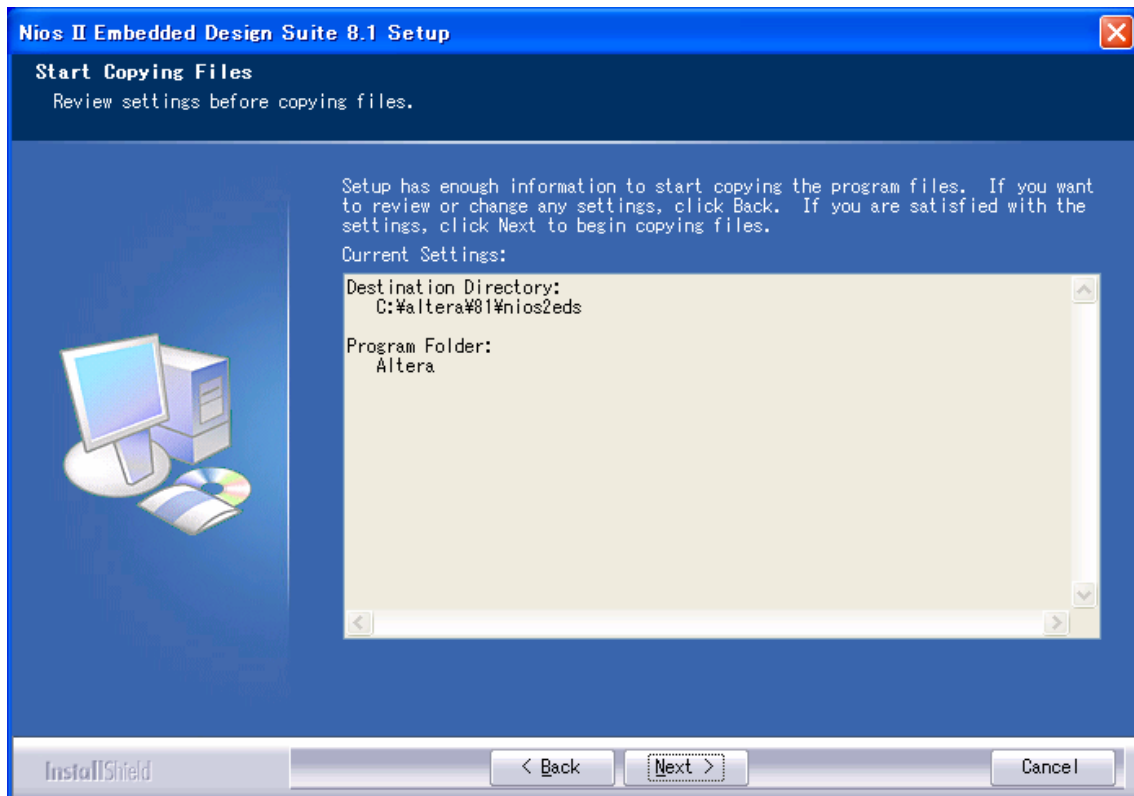 Nios II Embedded Design Suite 8.1 Setup
Start Copying Files
Review settings before copying files.
Setup has enough information to start copying the program files.  If you want
to review or change any settings, click Back.  If you are satisfied with the
settings, click Next to begin copying files.
Current Settings:
Destination Directory:
C:¥altera¥81¥nios2eds
Program Folder:
Altera
InstallShield
< Back
Next >
Cancel